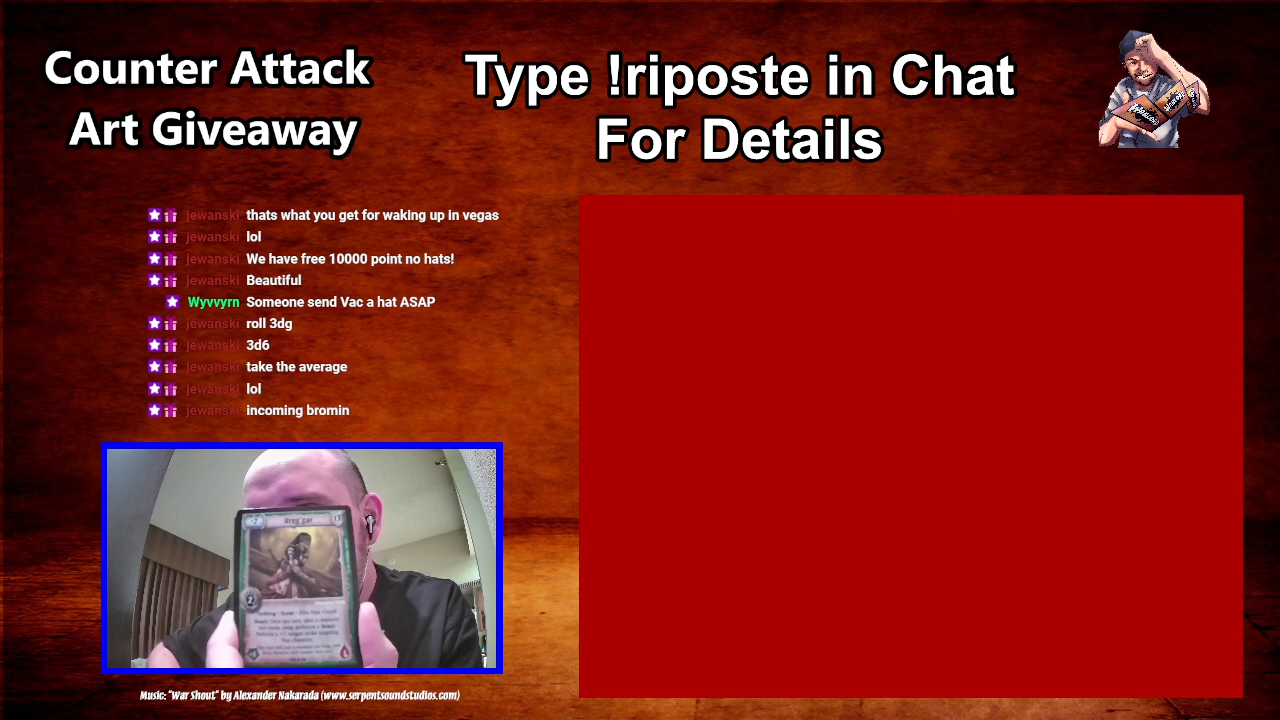 Counter Attack
Art Giveaway
Type !riposte in Chat
For Details
jewanski thats what you get for waking up in vegas
jewanski lol
jewanski We have free 10000 point no hats!
jewanski Beautiful
Wyvvyrn Someone send Vac a hat ASAP
jewanski roll 3dg
jewanski 3d6
jewanski take the average
jewanski lol
jewanski incoming bromin
13
Music: "War Shout" by Alexander Nakarada (www.serpentsoundstudios.com)